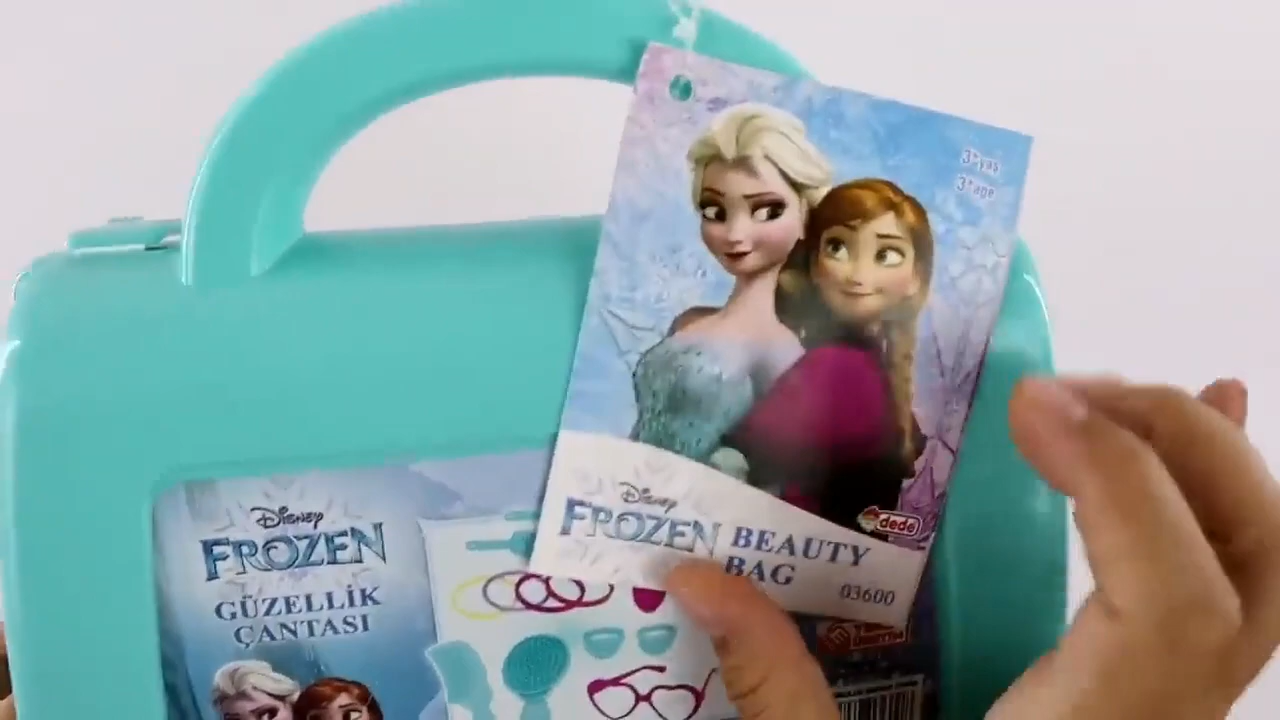 3+yaş
3+age
Disney
FROZEN
BEAUTY
BAG
03600
dede
Disney
FROZEN
GÜZELLİK
ÇANTASI